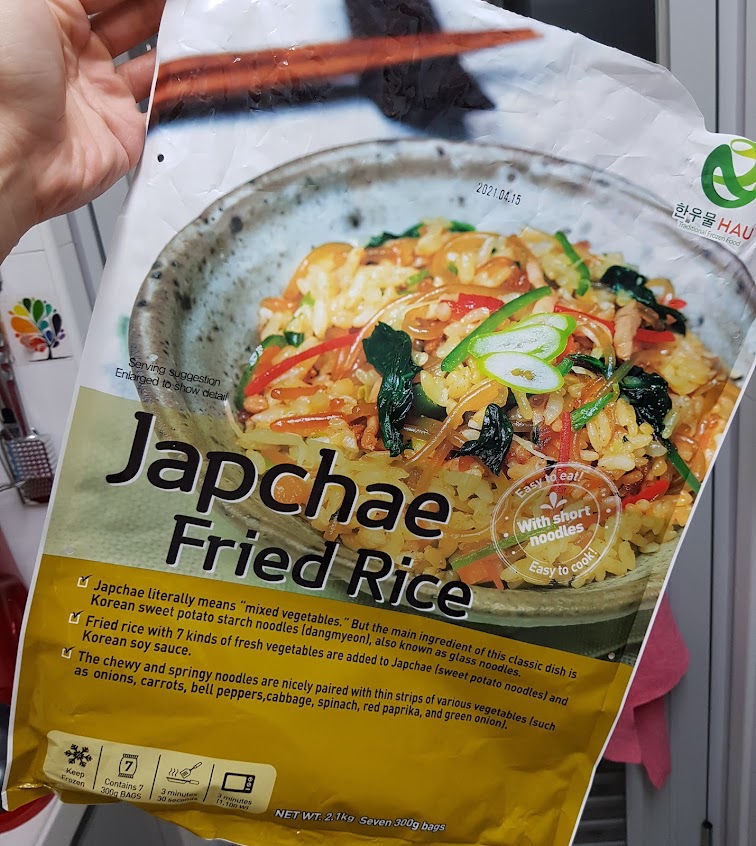 2021.04.15
한우물 HAU
Traditional Frozen Food
Serving suggestion
Enlarged to show detail
Japchae
Fried Rice
Easy to eat!
With short
noodles
Easy to cook!
Japchae literally means "mixed vegetables." But the main ingredient of this classic dish is
Korean sweet potato starch noodles (dangmyeon), also known as glass noodles.
Fried rice with 7 kinds of fresh vegetables are added to Japchae (sweet potato noodles) and
Korean soy sauce.
The chewy and springy noodles are nicely paired with thin strips of various vegetables (such
as onions, carrots, bell peppers,cabbage, spinach, red paprika, and green onion).
Keep
Frozen
7
Contains 7
300g BAGS
3 minutes
30 seconds
3 minutes
(1,100 W)
NET WT. 2.1kg Seven 300g bags